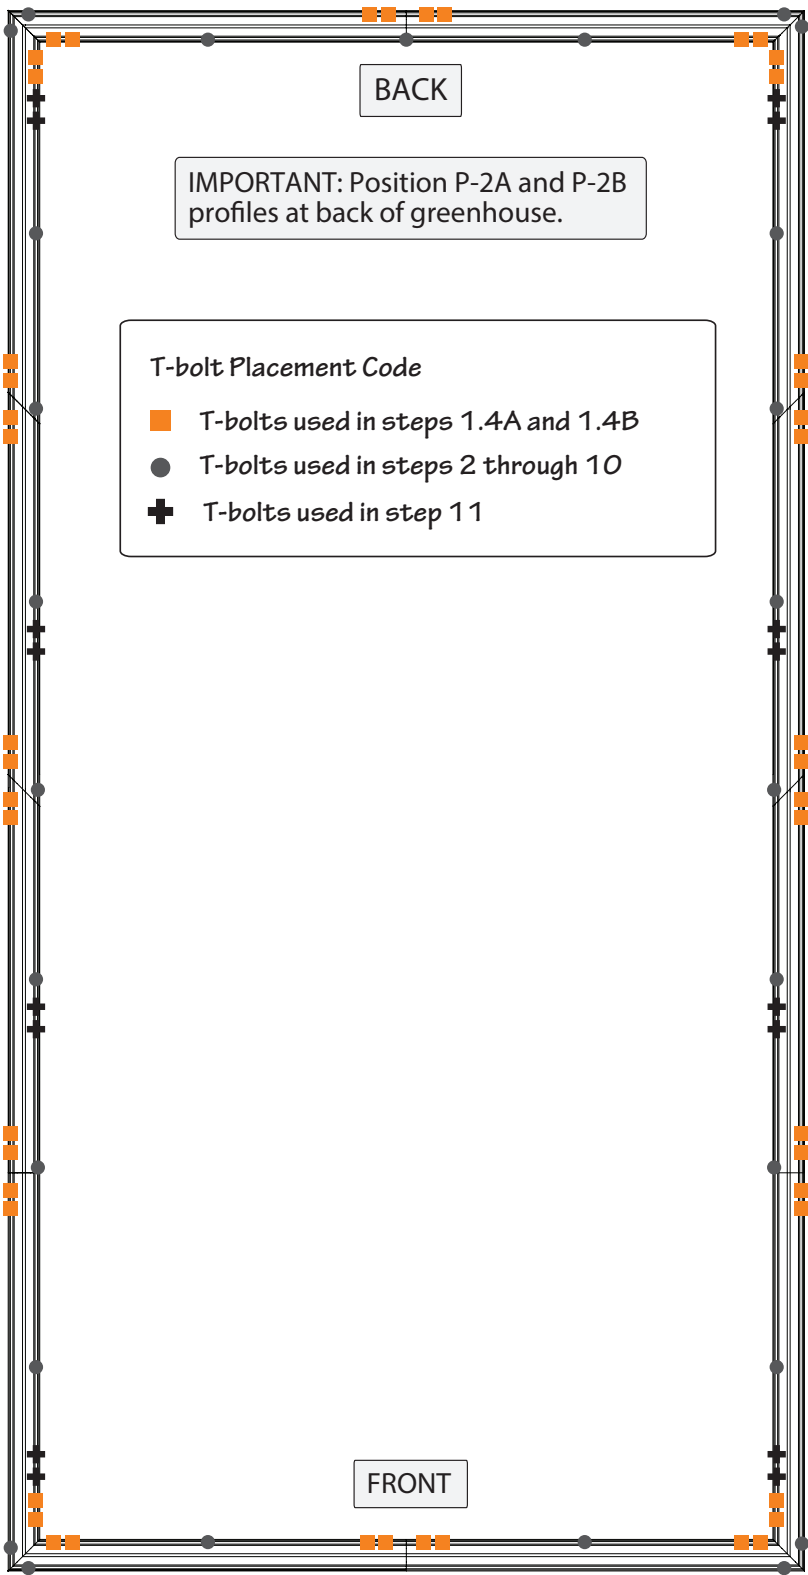 BACK
IMPORTANT: Position P-2A and P-2B
profiles at back of greenhouse.
T-bolt Placement Code
T-bolts used in steps 1.4A and 1.4B
T-bolts used in steps 2 through 10
T-bolts used in step 11
FRONT